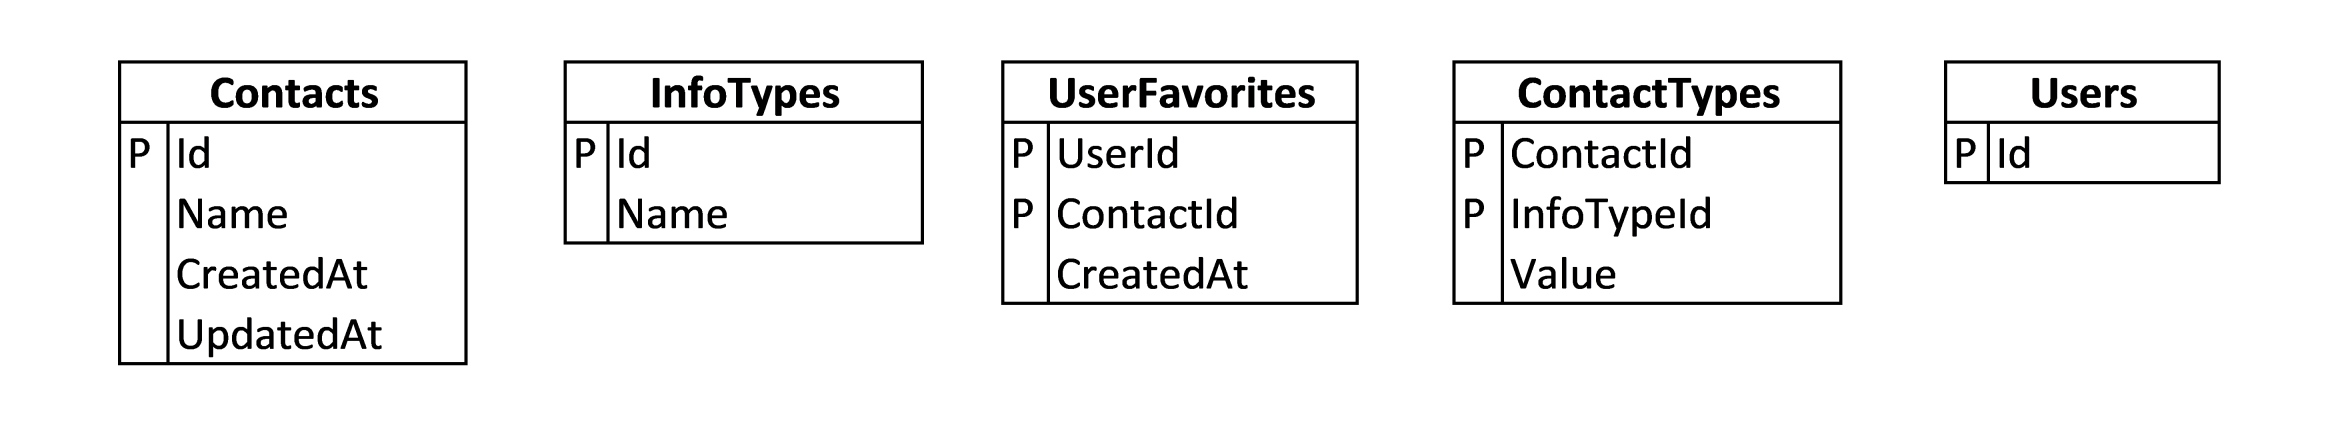 Contacts
P Id
Name
CreatedAt
UpdatedAt
InfoTypes
P Id
Name
UserFavorites
P UserId
P ContactId
CreatedAt
ContactTypes
P ContactId
P InfoTypeId
Value
Users
P Id